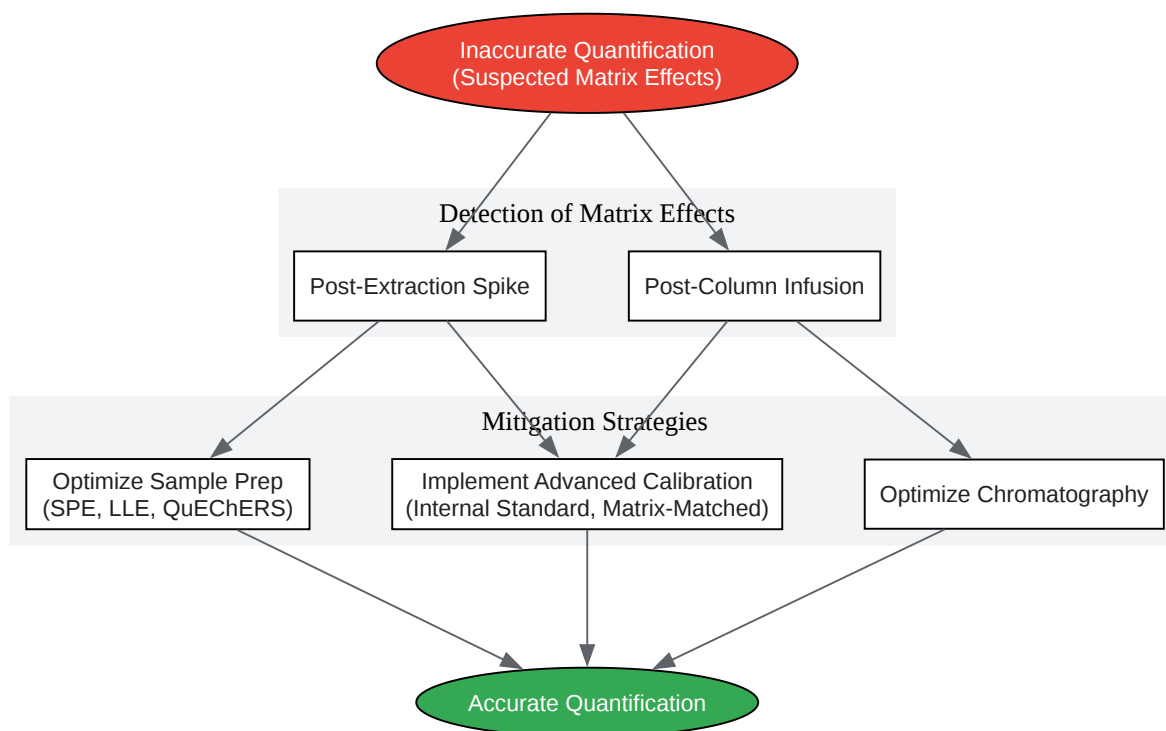 Inaccurate Quantification
(Suspected Matrix Effects)
Detection of Matrix Effects
Post-Extraction Spike
Post-Column Infusion
Mitigation Strategies
Optimize Sample Prep
(SPE, LLE, QuEChERS)
Implement Advanced Calibration
(Internal Standard, Matrix-Matched)
Optimize Chromatography
Accurate Quantification